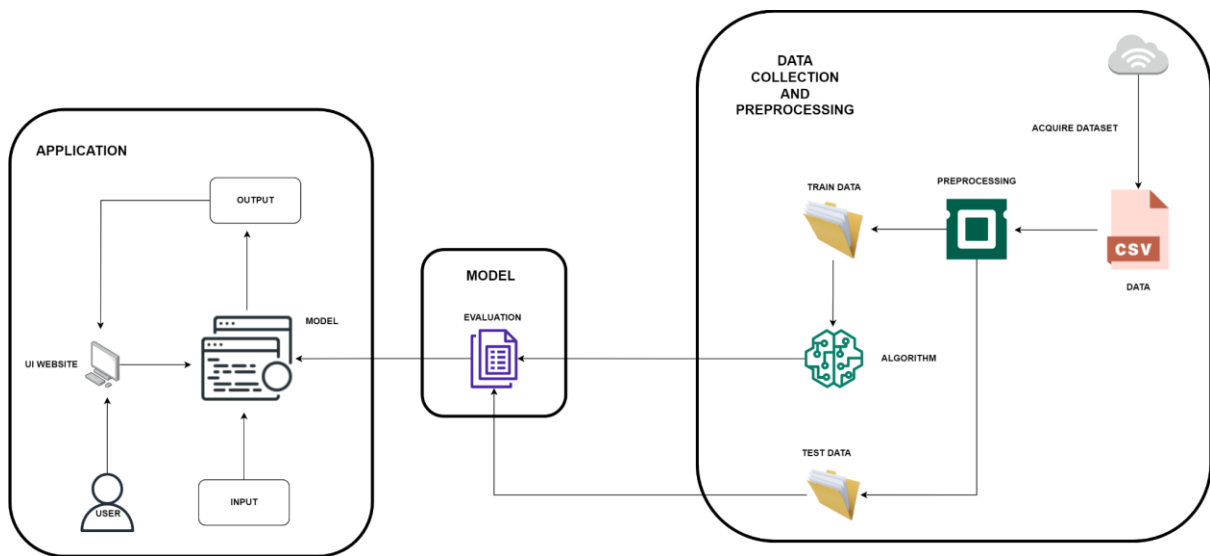 APPLICATION
OUTPUT
MODEL
UI WEBSITE
USER
INPUT
MODEL
EVALUATION
DATA
COLLECTION
AND
PREPROCESSING
ACQUIRE DATASET
TRAIN DATA
PREPROCESSING
CSV
DATA
ALGORITHM
TEST DATA